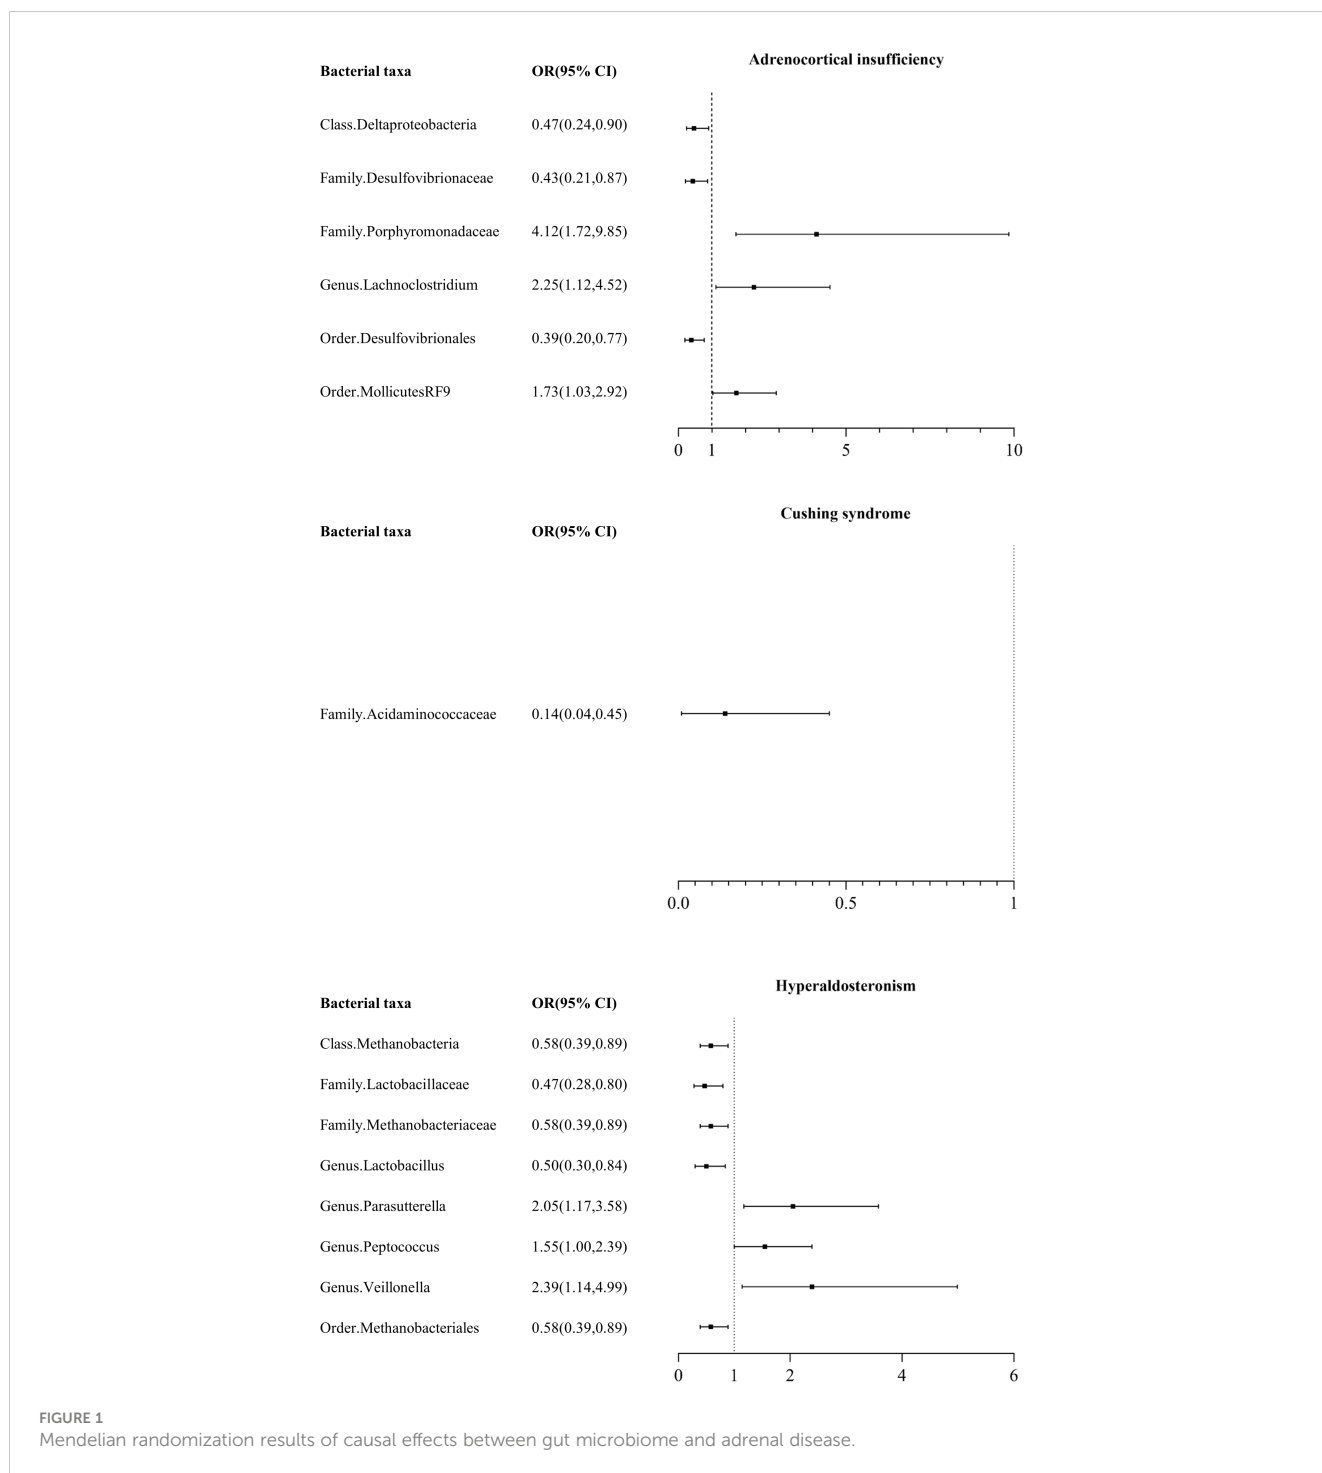 Adrenocortical insufficiency
Bacterial taxa OR(95% CI)
Class.Deltaproteobacteria 0.47(0.24,0.90)
Family.Desulfovibrionaceae 0.43(0.21,0.87)
Family.Porphyromonadaceae 4.12(1.72,9.85)
Genus.Lachnoclostridium 2.25(1.12,4.52)
Order.Desulfovibrionales 0.39(0.20,0.77)
Order.MollicutesRF9 1.73(1.03,2.92)
0 1 5 10
Cushing syndrome
Bacterial taxa OR(95% CI)
Family.Acidaminococcaceae 0.14(0.04,0.45)
0.0 0.5 1
Hyperaldosteronism
Bacterial taxa OR(95% CI)
Class.Methanobacteria 0.58(0.39,0.89)
Family.Lactobacillaceae 0.47(0.28,0.80)
Family.Methanobacteriaceae 0.58(0.39,0.89)
Genus.Lactobacillus 0.50(0.30,0.84)
Genus.Parasutterella 2.05(1.17,3.58)
Genus.Peptococcus 1.55(1.00,2.39)
Genus.Veillonella 2.39(1.14,4.99)
Order.Methanobacteriales 0.58(0.39,0.89)
0 1 2 4 6
FIGURE 1
Mendelian randomization results of causal effects between gut microbiome and adrenal disease.